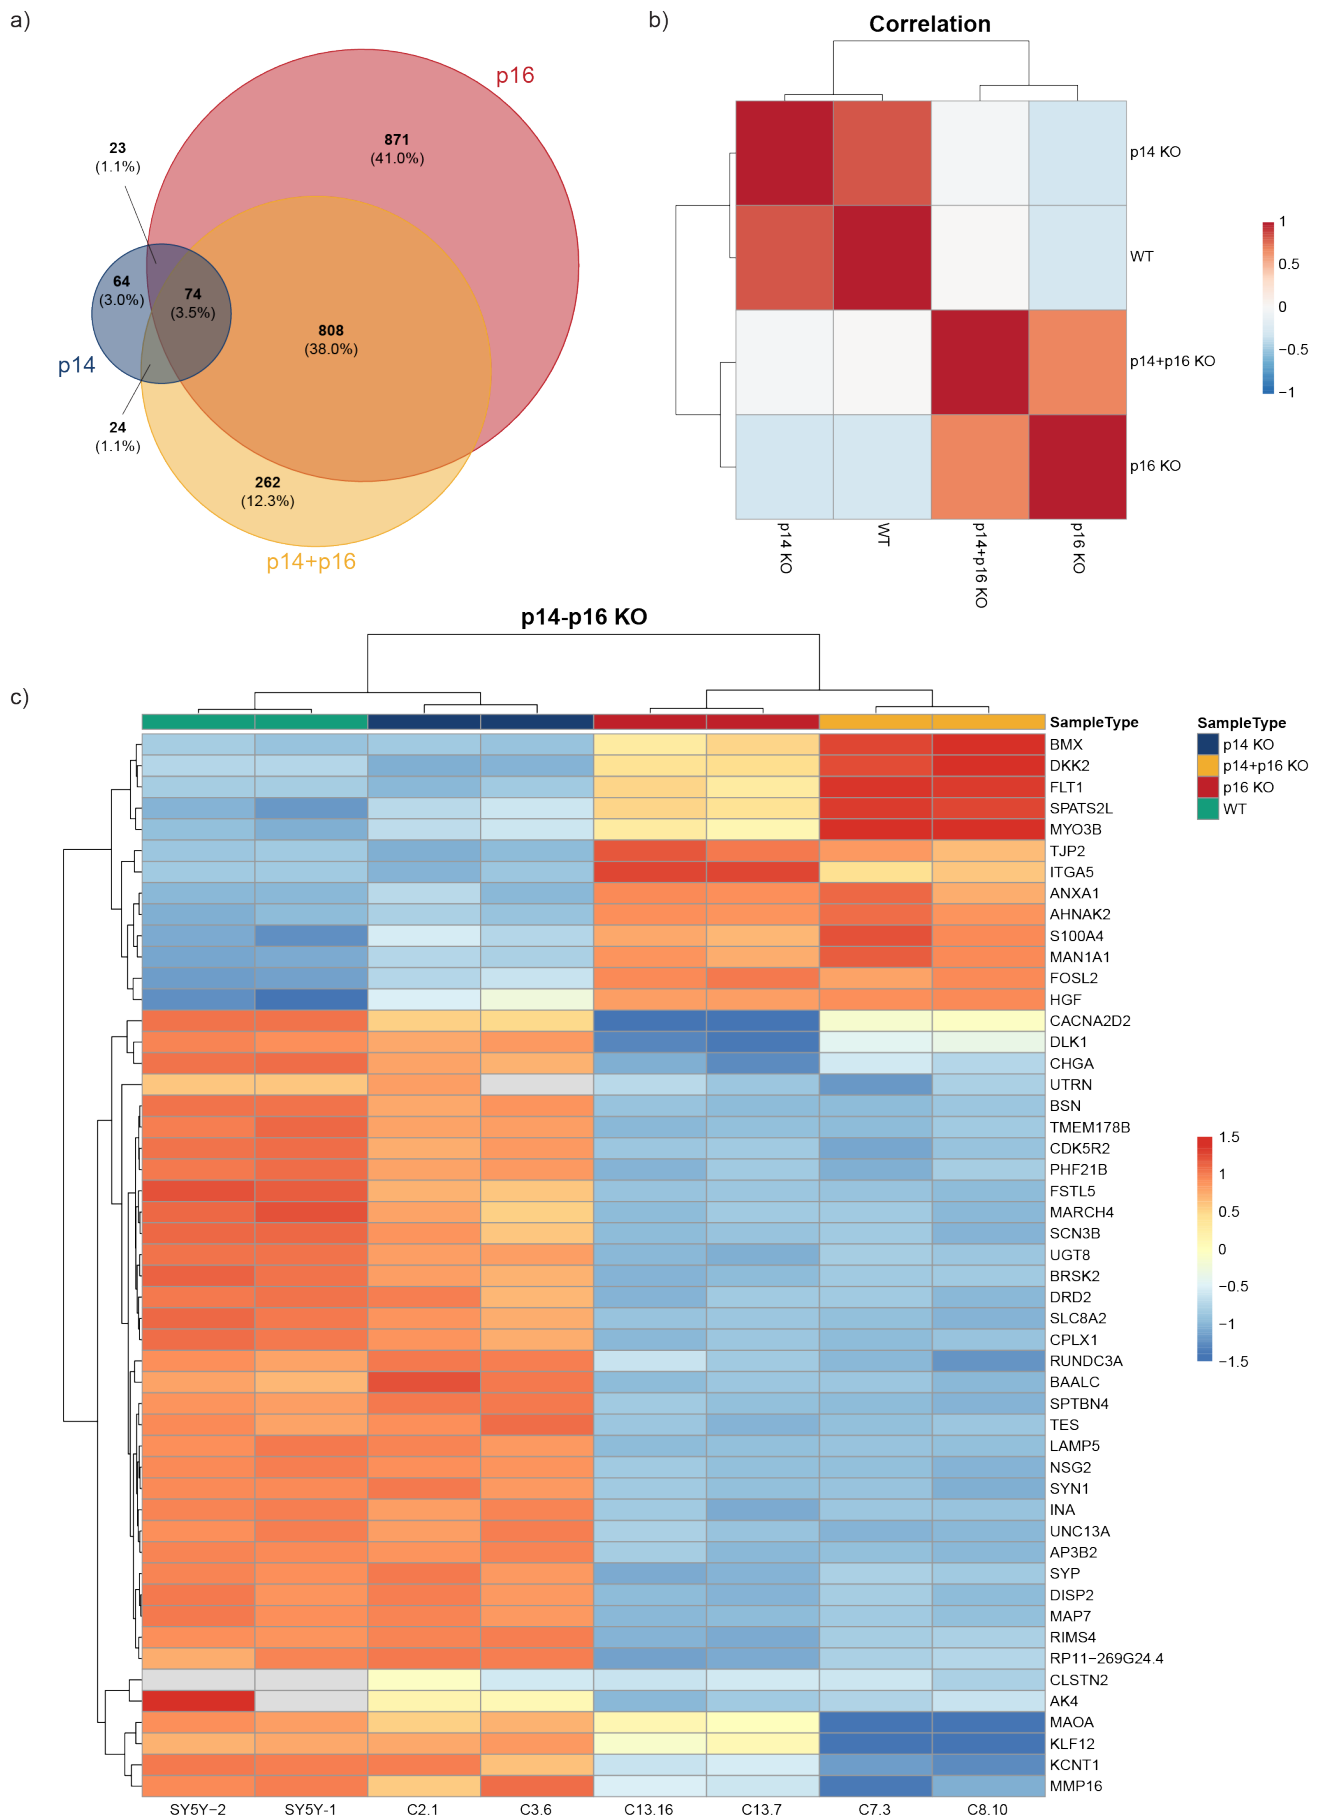 a)
p16
871
(41.0%)
23
(1.1%)
64
(3.0%)
74
(3.5%)
808
(38.0%)
p14
24
(1.1%)
262
(12.3%)
p14+p16
b)
Correlation
p14 KO
WT
p14+p16 KO
p16 KO
p14 KO
WT
p14+p16 KO
p16 KO
1
0.5
0
−0.5
−1
c)
p14-p16 KO
SampleType
BMX
DKK2
FLT1
SPATS2L
MYO3B
TJP2
ITGA5
ANXA1
AHNAK2
S100A4
MAN1A1
FOSL2
HGF
CACNA2D2
DLK1
CHGA
UTRN
BSN
TMEM178B
CDK5R2
PHF21B
FSTL5
MARCH4
SCN3B
UGT8
BRSK2
DRD2
SLC8A2
CPLX1
RUNDC3A
BAALC
SPTBN4
TES
LAMP5
NSG2
SYN1
INA
UNC13A
AP3B2
SYP
DISP2
MAP7
RIMS4
RP11−269G24.4
CLSTN2
AK4
MAOA
KLF12
KCNT1
MMP16
SY5Y−2 SY5Y-1 C2.1 C3.6 C13.16 C13.7 C7.3 C8.10
SampleType
p14 KO
p14+p16 KO
p16 KO
WT
1.5
1
0.5
0
−0.5
−1
−1.5